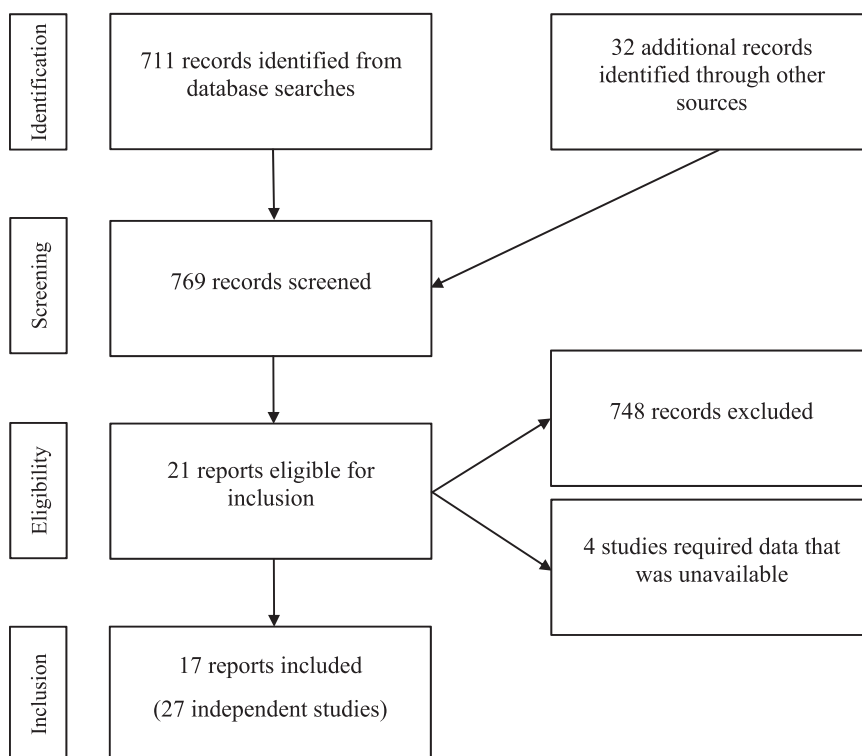 Identification
711 records identified from
database searches
32 additional records
identified through other
sources
Screening
769 records screened
748 records excluded
Eligibility
21 reports eligible for
inclusion
4 studies required data that
was unavailable
Inclusion
17 reports included
(27 independent studies)